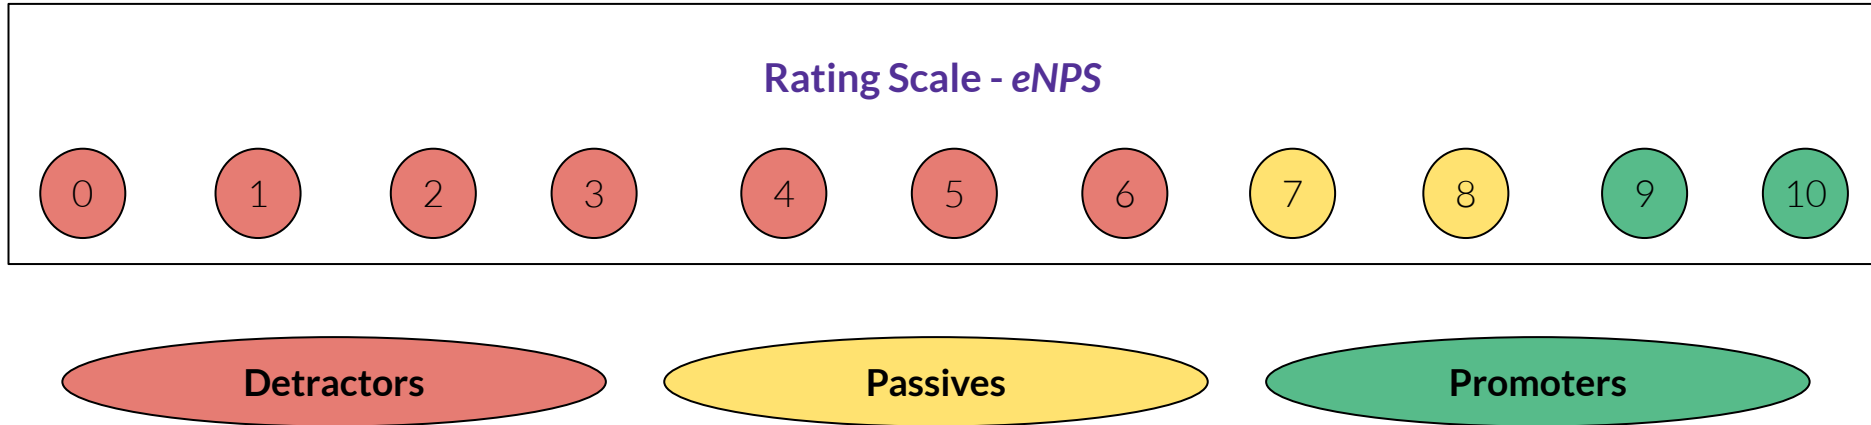 Rating Scale - eNPS
0 1 2 3 4 5 6 7 8 9 10
Detractors Passives Promoters